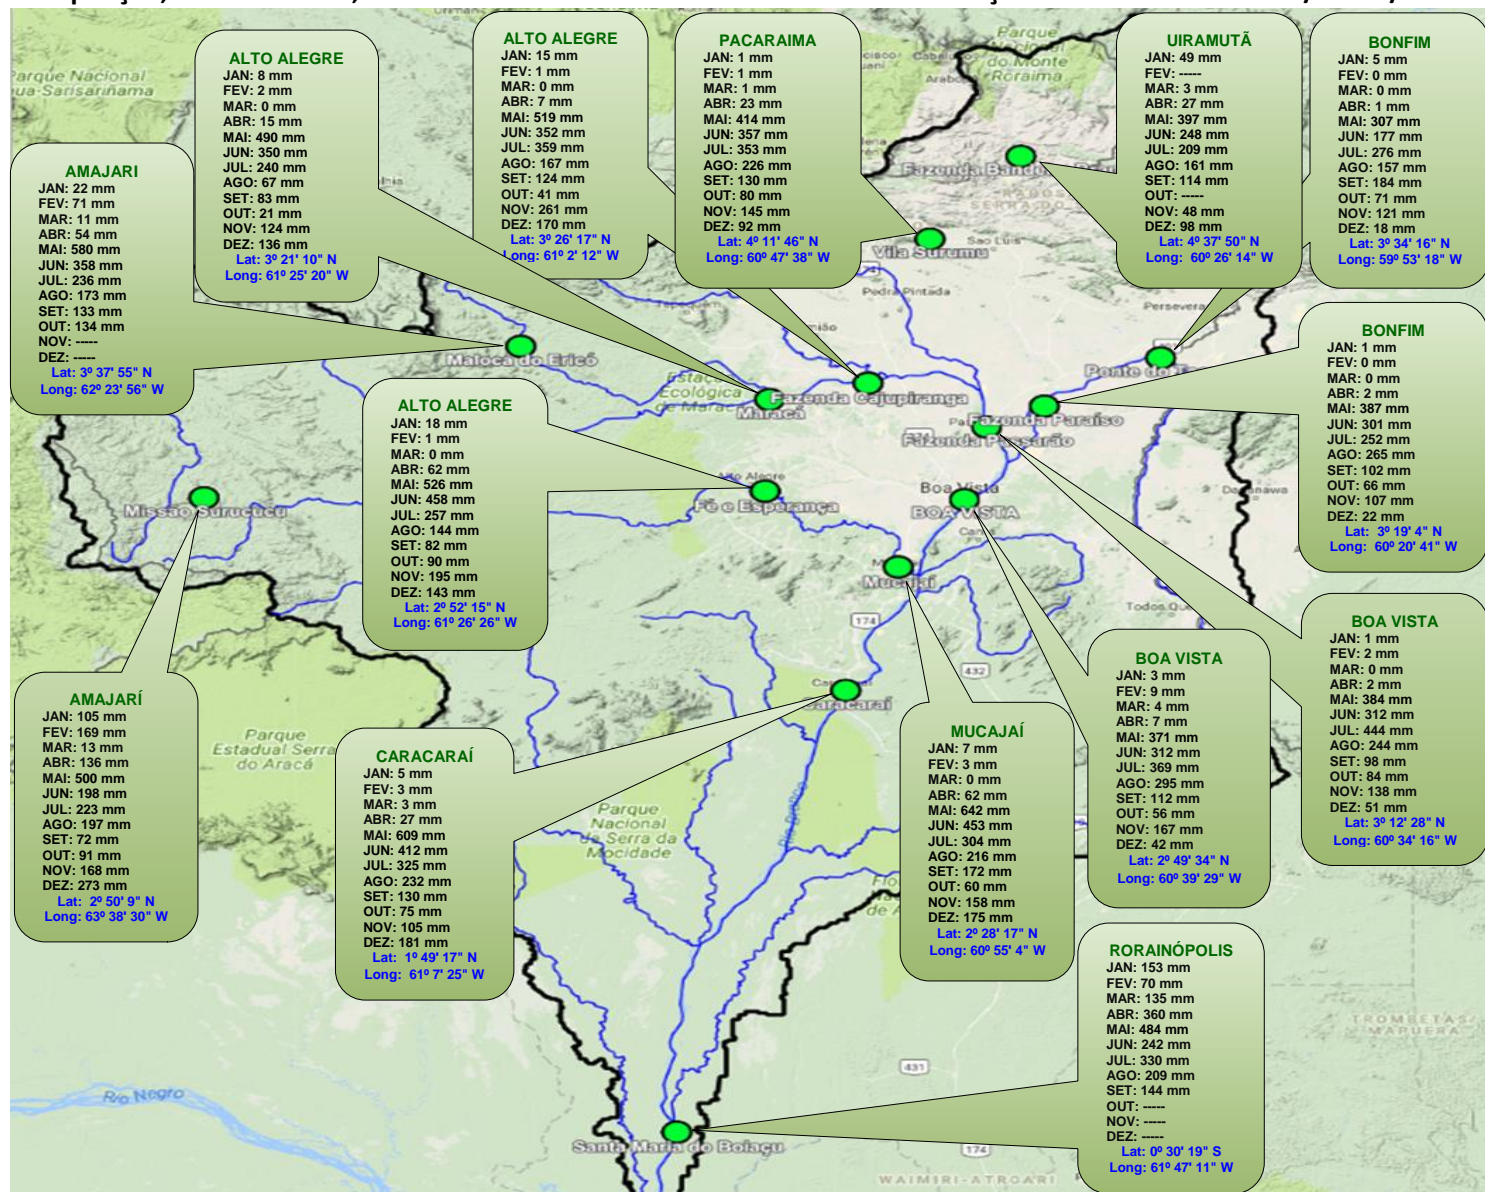 ALTO ALEGRE
JAN: 8 mm
FEV: 2 mm
MAR: 0 mm
ABR: 15 mm
MAI: 490 mm
JUN: 350 mm
JUL: 240 mm
AGO: 67 mm
SET: 83 mm
OUT: 21 mm
NOV: 124 mm
DEZ: 136 mm
Lat: 3º 21' 10" N
Long: 61º 25' 20" W
ALTO ALEGRE
JAN: 15 mm
FEV: 1 mm
MAR: 0 mm
ABR: 7 mm
MAI: 519 mm
JUN: 352 mm
JUL: 359 mm
AGO: 167 mm
SET: 124 mm
OUT: 41 mm
NOV: 261 mm
DEZ: 170 mm
Lat: 3º 26' 17" N
Long: 61º 2' 12" W
PACARAIMA
JAN: 1 mm
FEV: 1 mm
MAR: 1 mm
ABR: 23 mm
MAI: 414 mm
JUN: 357 mm
JUL: 353 mm
AGO: 226 mm
SET: 130 mm
OUT: 80 mm
NOV: 145 mm
DEZ: 92 mm
Lat: 4º 11' 46" N
Long: 60º 47' 38" W
UIRAMUTÃ
JAN: 49 mm
FEV: -----
MAR: 3 mm
ABR: 27 mm
MAI: 397 mm
JUN: 248 mm
JUL: 209 mm
AGO: 161 mm
SET: 114 mm
OUT: -----
NOV: 48 mm
DEZ: 98 mm
Lat: 4º 37' 50" N
Long: 60º 26' 14" W
BONFIM
JAN: 5 mm
FEV: 0 mm
MAR: 0 mm
ABR: 1 mm
MAI: 307 mm
JUN: 177 mm
JUL: 276 mm
AGO: 157 mm
SET: 184 mm
OUT: 71 mm
NOV: 121 mm
DEZ: 18 mm
Lat: 3º 34' 16" N
Long: 59º 53' 18" W
AMAJARI
JAN: 22 mm
FEV: 71 mm
MAR: 11 mm
ABR: 54 mm
MAI: 580 mm
JUN: 358 mm
JUL: 236 mm
AGO: 173 mm
SET: 133 mm
OUT: 134 mm
NOV: -----
DEZ: -----
Lat: 3º 37' 55" N
Long: 62º 23' 56" W
BONFIM
JAN: 1 mm
FEV: 0 mm
MAR: 0 mm
ABR: 2 mm
MAI: 387 mm
JUN: 301 mm
JUL: 252 mm
AGO: 265 mm
SET: 102 mm
OUT: 66 mm
NOV: 107 mm
DEZ: 22 mm
Lat: 3º 19' 4" N
Long: 60º 20' 41" W
ALTO ALEGRE
JAN: 18 mm
FEV: 1 mm
MAR: 0 mm
ABR: 62 mm
MAI: 526 mm
JUN: 458 mm
JUL: 257 mm
AGO: 144 mm
SET: 82 mm
OUT: 90 mm
NOV: 195 mm
DEZ: 143 mm
Lat: 2º 52' 15" N
Long: 61º 26' 26" W
BOA VISTA
JAN: 1 mm
FEV: 2 mm
MAR: 0 mm
ABR: 2 mm
MAI: 384 mm
JUN: 312 mm
JUL: 444 mm
AGO: 244 mm
SET: 98 mm
OUT: 84 mm
NOV: 138 mm
DEZ: 51 mm
Lat: 3º 12' 28" N
Long: 60º 34' 16" W
BOA VISTA
JAN: 3 mm
FEV: 9 mm
MAR: 4 mm
ABR: 7 mm
MAI: 371 mm
JUN: 312 mm
JUL: 369 mm
AGO: 295 mm
SET: 112 mm
OUT: 56 mm
NOV: 167 mm
DEZ: 42 mm
Lat: 2º 49' 34" N
Long: 60º 39' 29" W
AMAJARÍ
JAN: 105 mm
FEV: 169 mm
MAR: 13 mm
ABR: 136 mm
MAI: 500 mm
JUN: 198 mm
JUL: 223 mm
AGO: 197 mm
SET: 72 mm
OUT: 91 mm
NOV: 168 mm
DEZ: 273 mm
Lat: 2º 50' 9" N
Long: 63º 38' 30" W
CARACARAÍ
JAN: 5 mm
FEV: 3 mm
MAR: 3 mm
ABR: 27 mm
MAI: 609 mm
JUN: 412 mm
JUL: 325 mm
AGO: 232 mm
SET: 130 mm
OUT: 75 mm
NOV: 105 mm
DEZ: 181 mm
Lat: 1º 49' 17" N
Long: 61º 7' 25" W
MUCAJAÍ
JAN: 7 mm
FEV: 3 mm
MAR: 0 mm
ABR: 62 mm
MAI: 642 mm
JUN: 453 mm
JUL: 304 mm
AGO: 216 mm
SET: 172 mm
OUT: 60 mm
NOV: 158 mm
DEZ: 175 mm
Lat: 2º 28' 17" N
Long: 60º 55' 4" W
RORAINÓPOLIS
JAN: 153 mm
FEV: 70 mm
MAR: 135 mm
ABR: 360 mm
MAI: 484 mm
JUN: 242 mm
JUL: 330 mm
AGO: 209 mm
SET: 144 mm
OUT: -----
NOV: -----
DEZ: -----
Lat: 0º 30' 19" S
Long: 61º 47' 11" W
Parque
Nacional
do Monte
Roraima
Parque Nacional
Vila Surumu
São Luís
Pedra Pintada
Maloca do Ericó
Ecológica
Maracá
Fazenda Cajupiranga
Ponte do
Fazenda Paraíso
Fazenda Passarão
Missão Surucucu
Alto Alegre
Fé e Esperança
Boa Vista
BOA VISTA
Mucajaí
174
432
Caracaraí
Parque
Estadual Serra
do Aracá
Parque
Nacional
da Serra da
Mocidade
Rio Branco
Rio Negro
431
174
Santa Maria do Boiaçu
TROMBETAS/
MAPUERA
WAIMIRI-ATROARI